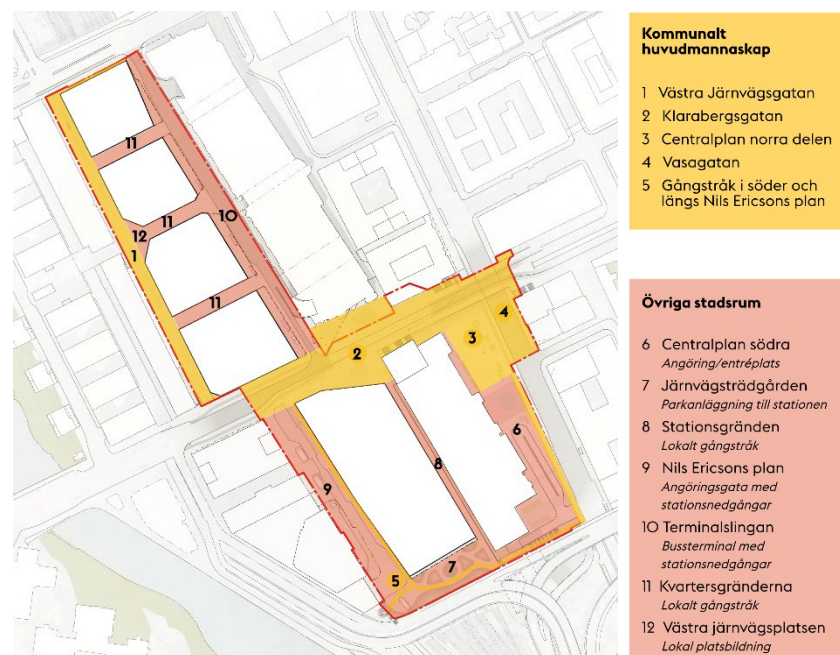 11
11
10
12
1
11
2
3
4
6
8
9
7
5
Kommunalt
huvudmannaskap
1 Västra Järnvägsgatan
2 Klarabergsgatan
3 Centralplan norra delen
4 Vasagatan
5 Gångstråk i söder och
längs Nils Ericsons plan
Övriga stadsrum
6 Centralplan södra
Angöring/entréplats
7 Järnvägsträdgården
Parkanläggning till stationen
8 Stationsgränden
Lokalt gångstråk
9 Nils Ericsons plan
Angöringsgata med
stationsnedgångar
10 Terminalslingan
Bussterminal med
stationsnedgångar
11 Kvartersgränderna
Lokalt gångstråk
12 Västra järnvägsplatsen
Lokal platsbildning